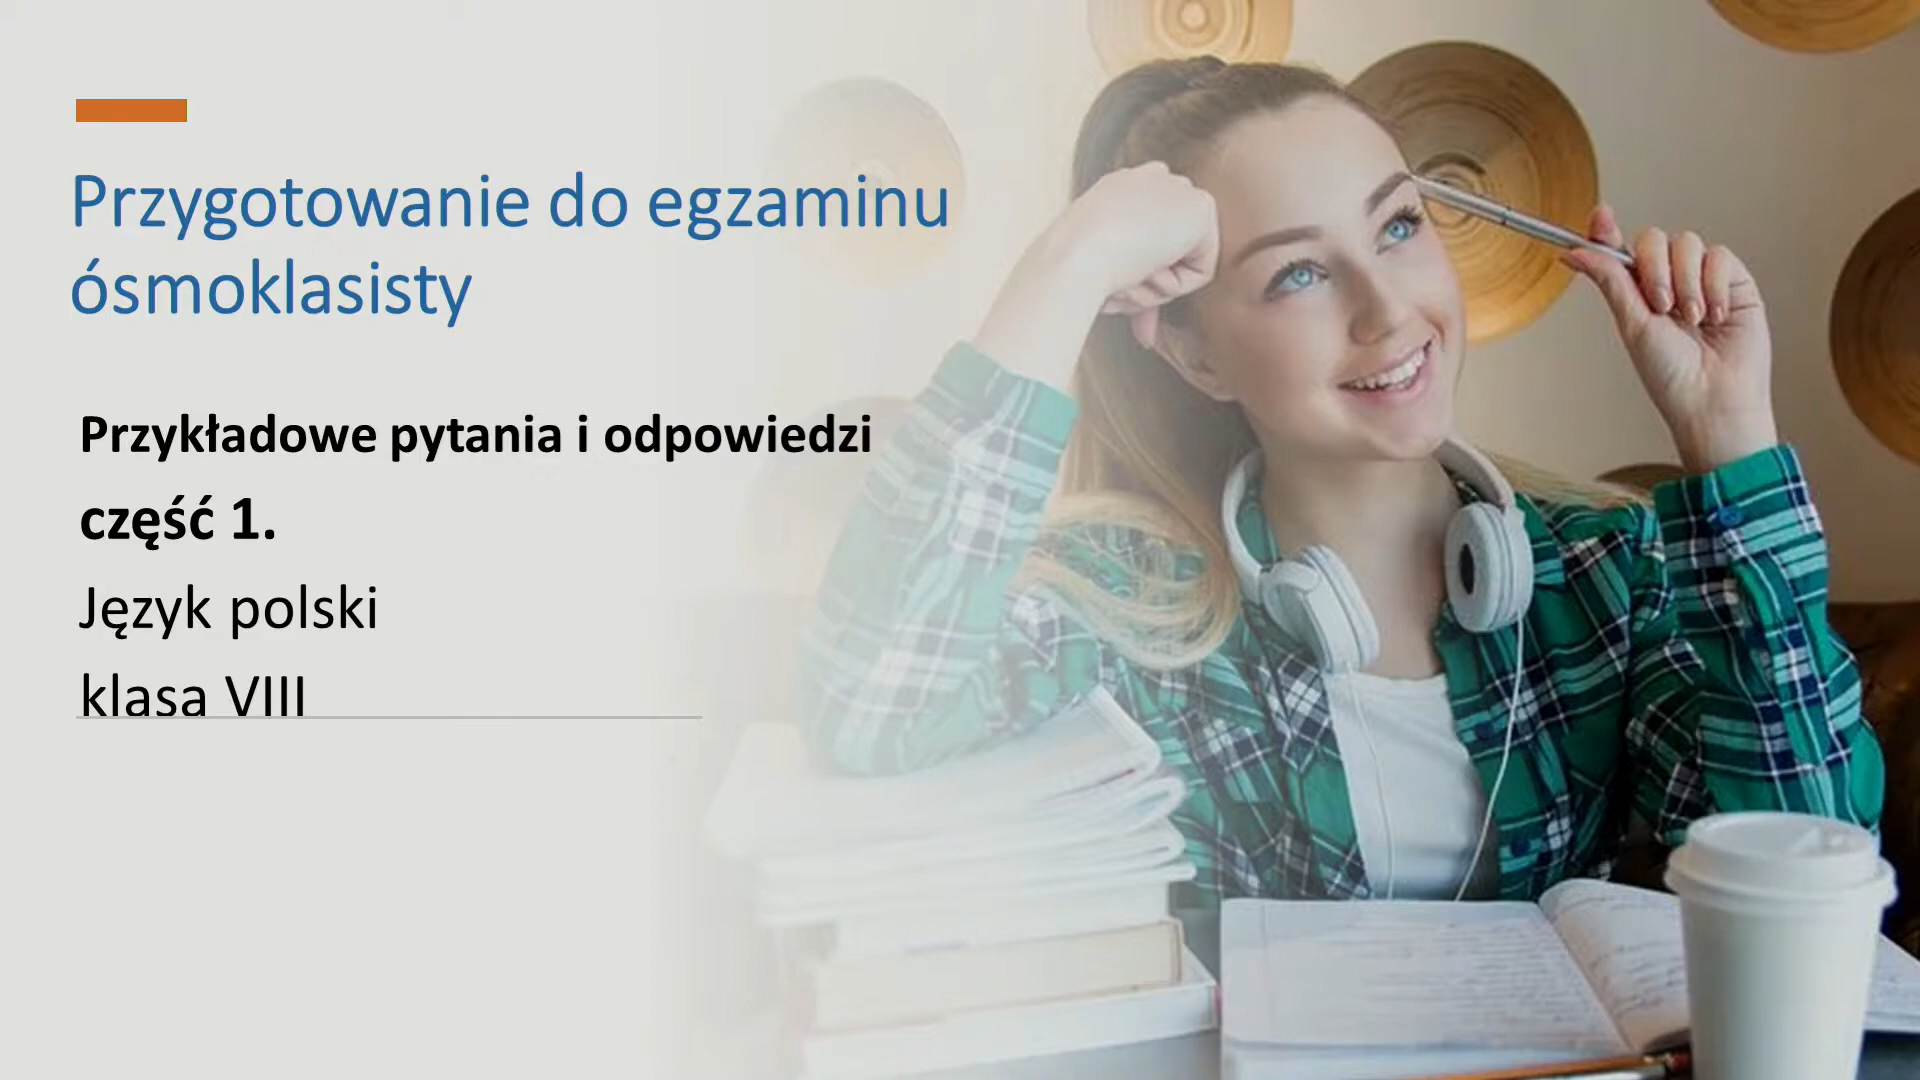 Przygotowanie do egzaminu
ósmoklasisty
Przykładowe pytania i odpowiedzi
część 1.
Język polski
klasa VIII